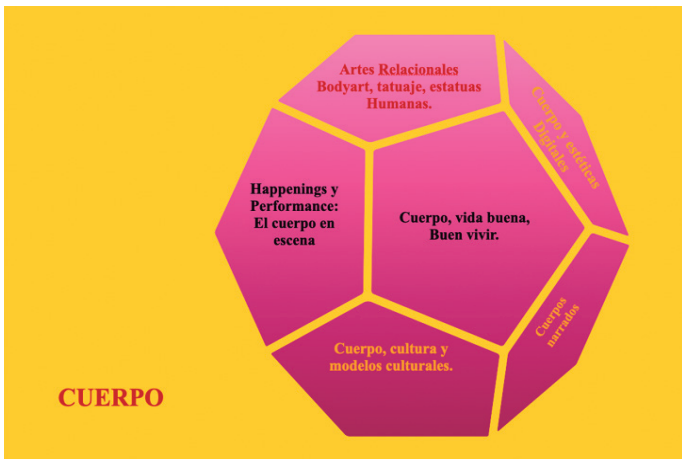 Artes Relacionales
Bodyart, tatuaje, estatuas
Humanas.
Cuerpo y estéticas
Digitales
Happenings y
Performance:
El cuerpo en
escena
Cuerpo, vida buena,
Buen vivir.
Cuerpos
narrados
Cuerpo, cultura y
modelos culturales.
CUERPO